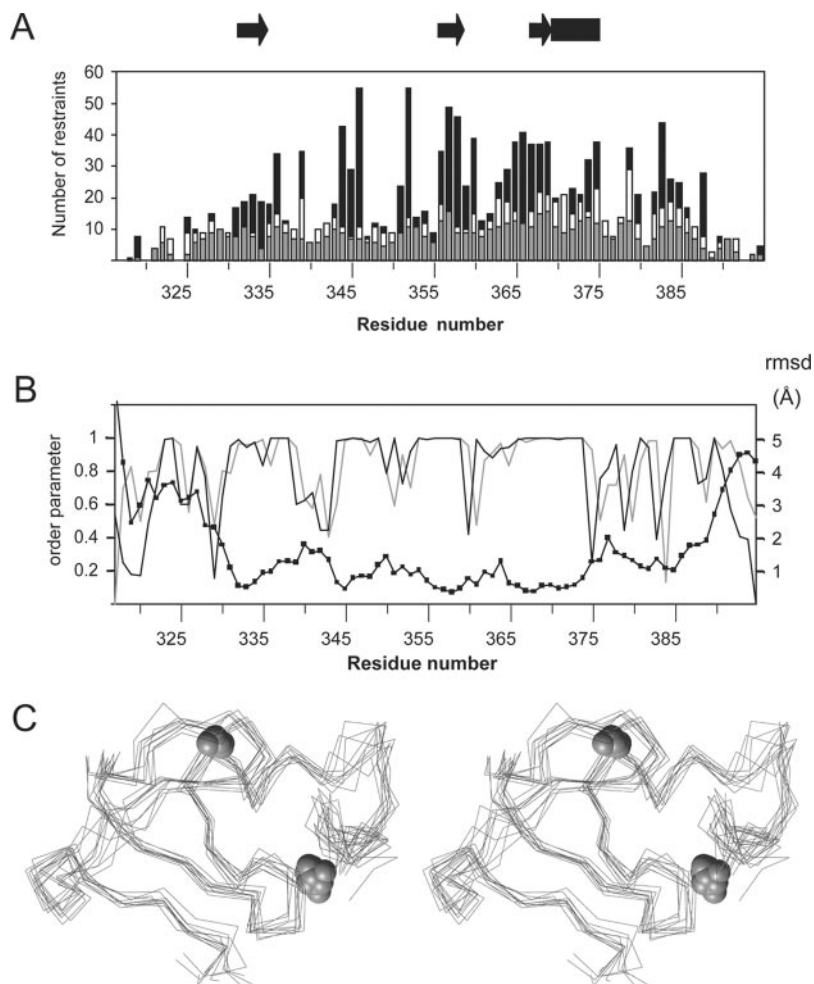 A
60
50
40
30
20
10
Number of restraints
325 335 345 355 365 375 385
Residue number
B
rmsd
(Å)
1
0.8
0.6
0.4
0.2
order parameter
5
4
3
2
1
325 335 345 355 365 375 385
Residue number
C